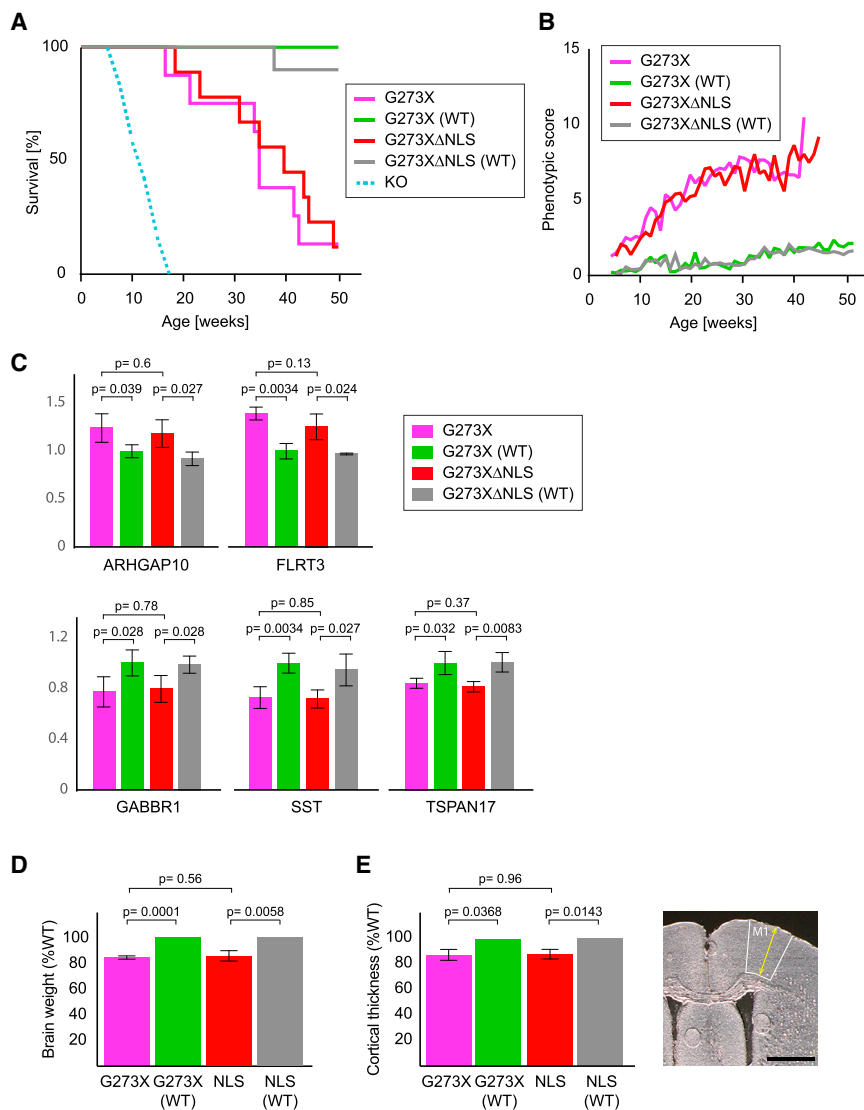 A
Survival [%]
100
50
0
0 10 20 30 40 50
Age [weeks]
G273X
G273X (WT)
G273XΔNLS
G273XΔNLS (WT)
KO
B
Phenotypic score
15
10
5
0
0 10 20 30 40 50
Age [weeks]
G273X
G273X (WT)
G273XΔNLS
G273XΔNLS (WT)
C
1.5
1.0
0.5
0
p= 0.6
p= 0.039 p= 0.027
ARHGAP10
p= 0.13
p= 0.0034 p= 0.024
FLRT3
G273X
G273X (WT)
G273XΔNLS
G273XΔNLS (WT)
1.2
0.8
0.4
0
p= 0.78
p= 0.028 p= 0.028
GABBR1
p= 0.85
p= 0.0034 p= 0.027
SST
p= 0.37
p= 0.032 p= 0.0083
TSPAN17
D
Brain weight (%WT)
100
80
60
40
20
p= 0.56
p= 0.0001 p= 0.0058
G273X G273X (WT) NLS NLS (WT)
E
Cortical thickness (%WT)
100
80
60
40
20
p= 0.96
p= 0.0368 p= 0.0143
G273X G273X (WT) NLS NLS (WT)
M1